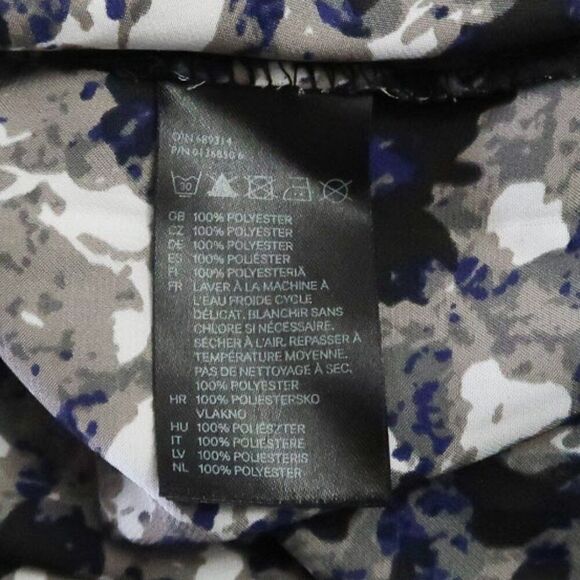 O/N 689314
P/N 0136850 6
30
GB 100% POLYESTER
CZ 100% POLYESTER
DE 100% POLYESTER
ES 100% POLIÉSTER
FI 100% POLYESTERIÄ
FR LAVER À LA MACHINE À
L'EAU FROIDE CYCLE
DÉLICAT. BLANCHIR SANS
CHLORE SI NÉCESSAIRE.
SÉCHER À L'AIR. REPASSER À
TEMPÉRATURE MOYENNE.
PAS DE NETTOYAGE À SEC.
100% POLYESTER
HR 100% POLIESTERSKO
VLAKNO
HU 100% POLIÉSZTER
IT 100% POLIESTERE
LV 100% POLIESTERIS
NL 100% POLYESTER